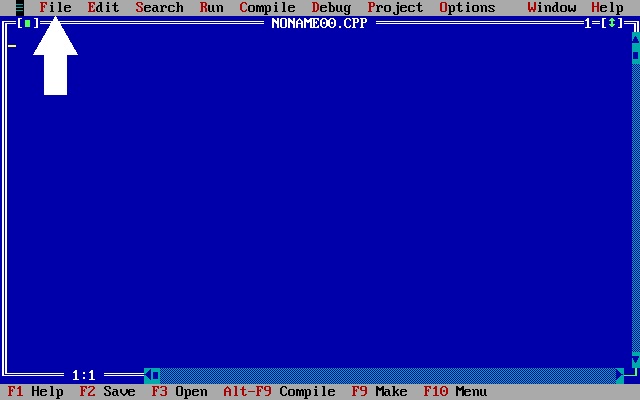 ≡ File Edit Search Run Compile Debug Project Options Window Help
[■] NONAME00.CPP 1=[↕]
1:1
F1 Help F2 Save F3 Open Alt-F9 Compile F9 Make F10 Menu